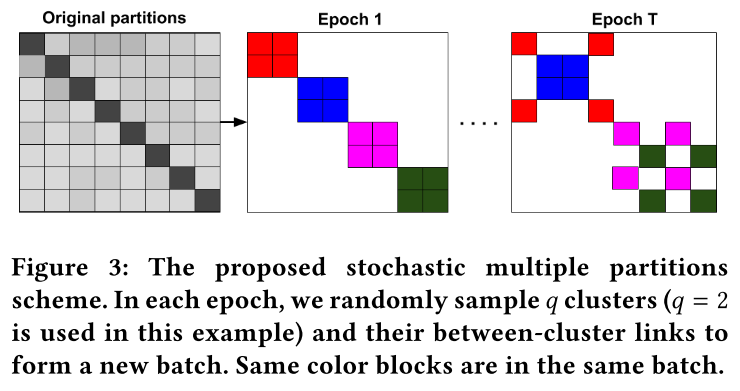 Original partitions
Epoch 1
Epoch T
. . . .
Figure 3: The proposed stochastic multiple partitions
scheme. In each epoch, we randomly sample q clusters (q = 2
is used in this example) and their between-cluster links to
form a new batch. Same color blocks are in the same batch.